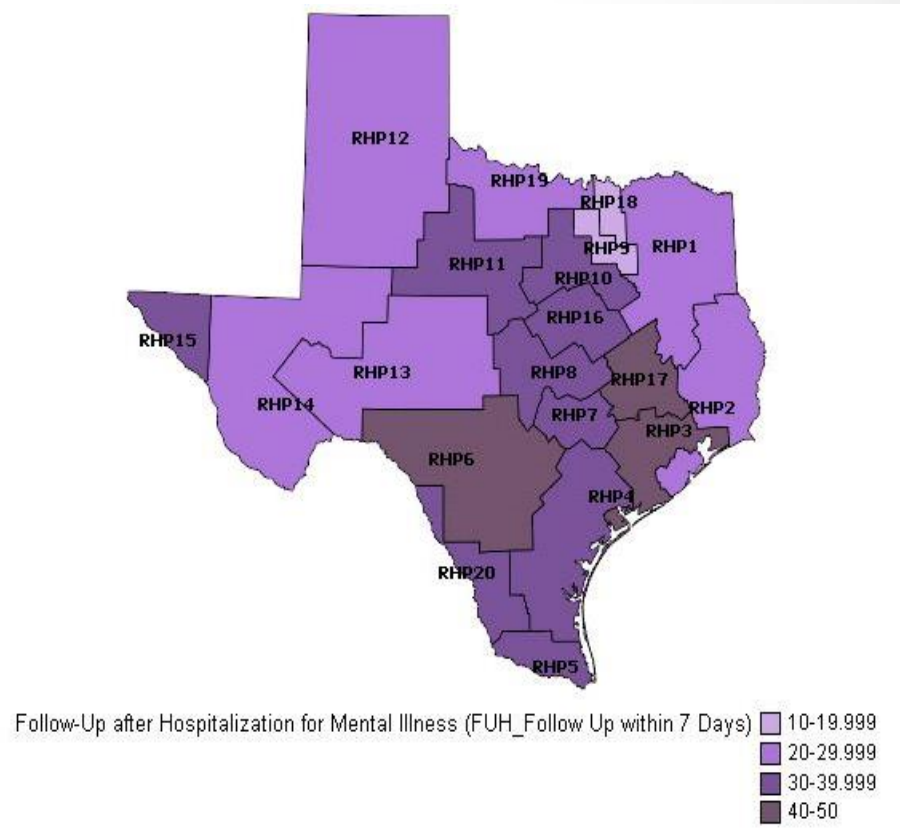 RHP12
RHP19
RHP18
RHP9
RHP1
RHP11
RHP10
RHP16
RHP15
RHP13
RHP8
RHP17
RHP14
RHP7
RHP2
RHP3
RHP6
RHP4
RHP20
RHP5
Follow-Up after Hospitalization for Mental Illness (FUH_Follow Up within 7 Days)
10-19.999
20-29.999
30-39.999
40-50